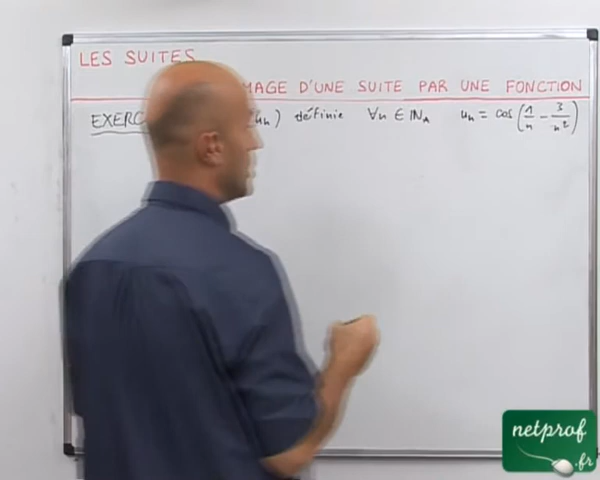 LES SUITES
MAGE D'UNE SUITE PAR UNE FONCTION
EXERC un) définie ∀n ∈ ℕ* un = cos(1/n - 3/n²)
netprof
.fr